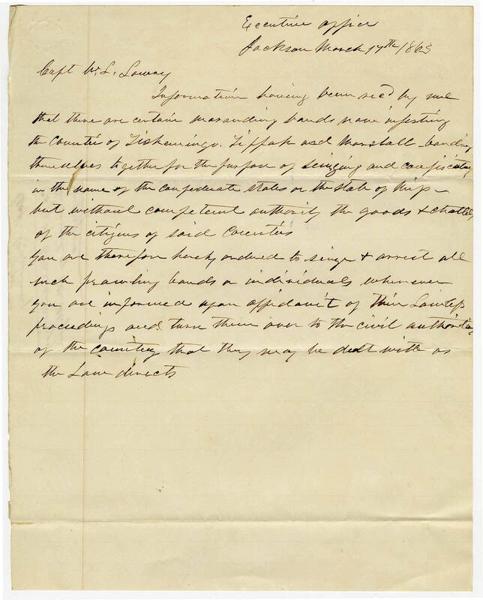 Executive office
Jackson March 17th 1863
Capt W. L. Lowry
Information having been recd by me
that there are certain marauding bands now infesting
the counties of Tishemingo, Tippah and Marshall banding
themselves together for the purpose of seizing and confiscating
in the name of the confederate states or the state of Miss
but without competent authority the goods & chattels
of the citizens of said Counties
you are therefore hereby ordered to seize & arrest all
such prowling bands or individuals whenever
you are informed upon affidavit of their Lawless
proceedings and turn them over to the civil authorities
of the country that they may be delt with as
the Law directs